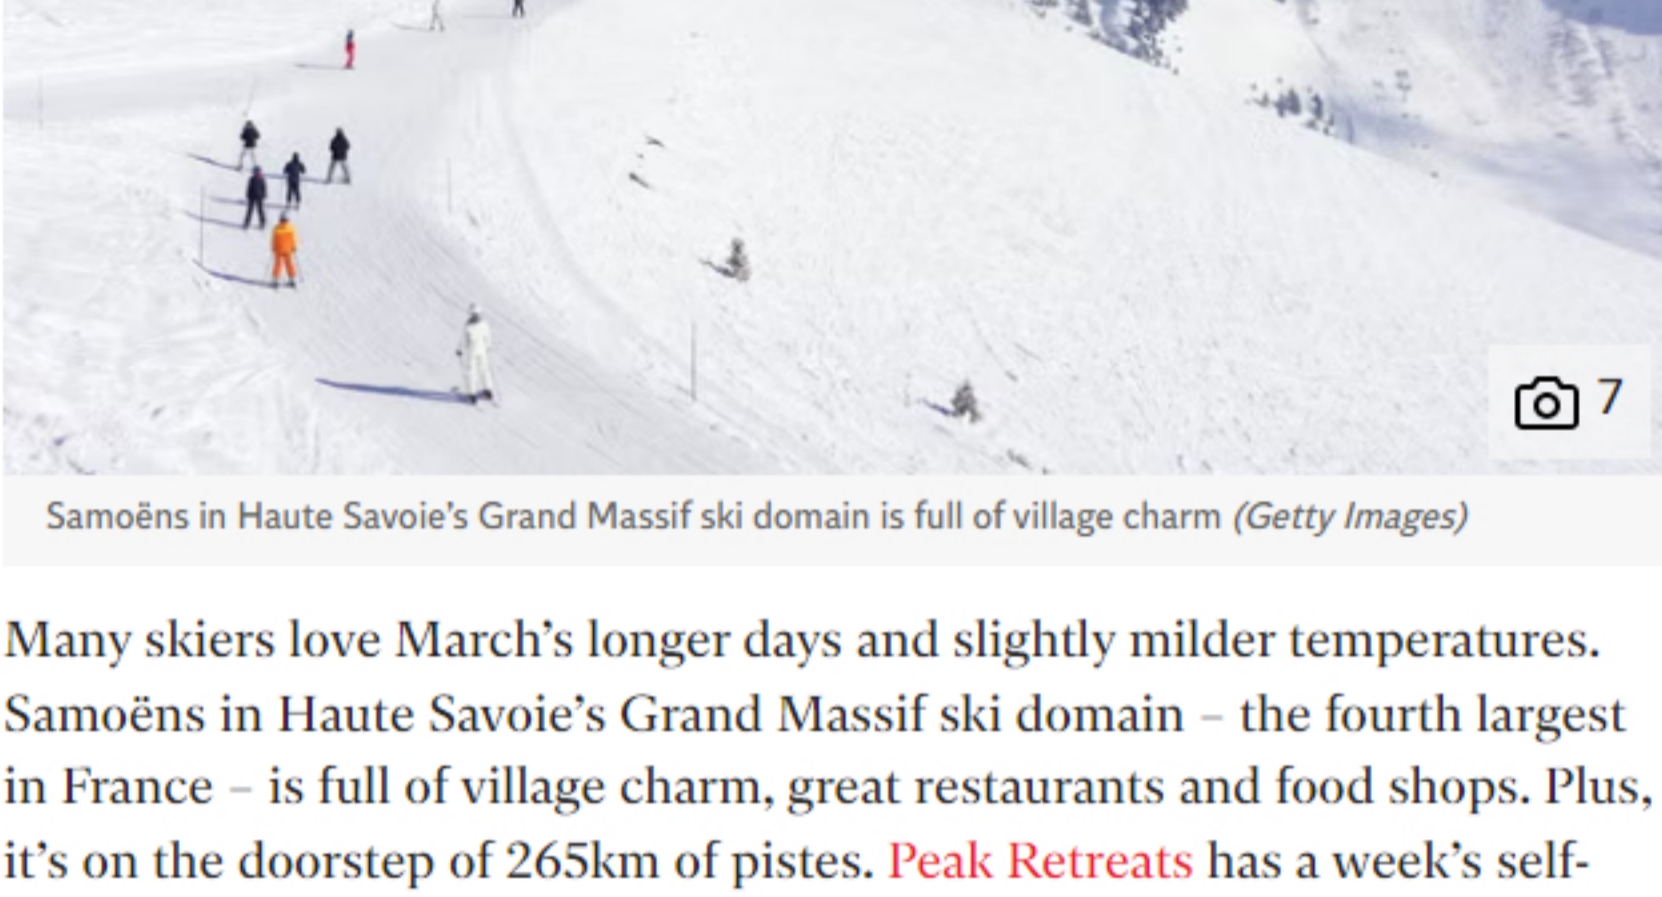 7
Samoëns in Haute Savoie’s Grand Massif ski domain is full of village charm (Getty Images)
Many skiers love March’s longer days and slightly milder temperatures.
Samoëns in Haute Savoie’s Grand Massif ski domain – the fourth largest
in France – is full of village charm, great restaurants and food shops. Plus,
it’s on the doorstep of 265km of pistes. Peak Retreats has a week’s self-